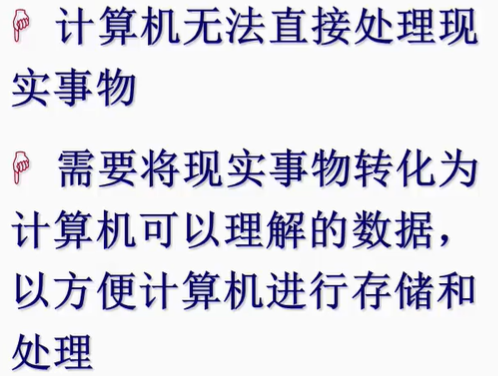 计算机无法直接处理现
实事物
需要将现实事物转化为
计算机可以理解的数据，
以方便计算机进行存储和
处理